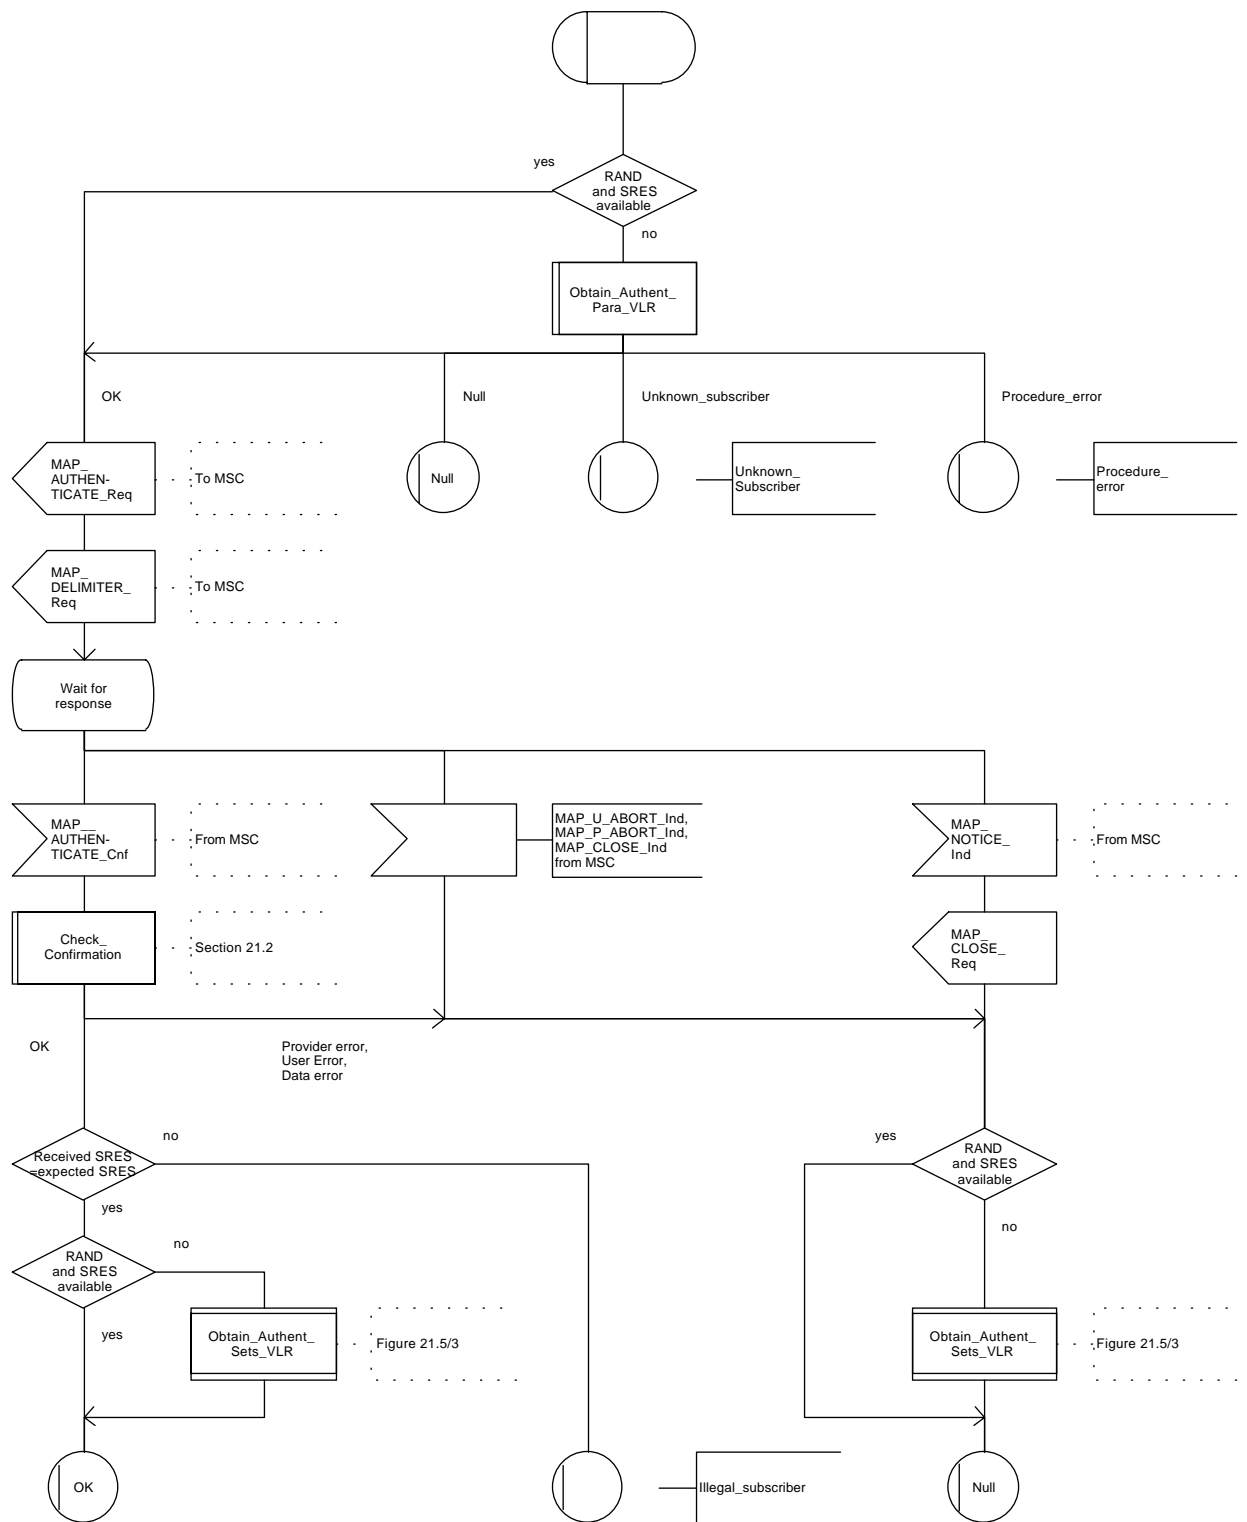 yes
RAND
and SRES
available
no
Obtain_Authent_
Para_VLR
OK
Null
Unknown_subscriber
Procedure_error
MAP_
AUTHEN-
TICATE_Req
To MSC
Null
Unknown_
Subscriber
Procedure_
error
MAP_
DELIMITER_
Req
To MSC
Wait for
response
MAP__
AUTHEN-
TICATE_Cnf
From MSC
MAP_U_ABORT_Ind,
MAP_P_ABORT_Ind,
MAP_CLOSE_Ind
from MSC
MAP_
NOTICE_
Ind
From MSC
Check_
Confirmation
Section 21.2
MAP_
CLOSE_
Req
OK
Provider error,
User Error,
Data error
no
Received SRES
=expected SRES
yes
yes
RAND
and SRES
available
no
no
RAND
and SRES
available
yes
Obtain_Authent_
Sets_VLR
Figure 21.5/3
Obtain_Authent_
Sets_VLR
Figure 21.5/3
OK
Illegal_subscriber
Null